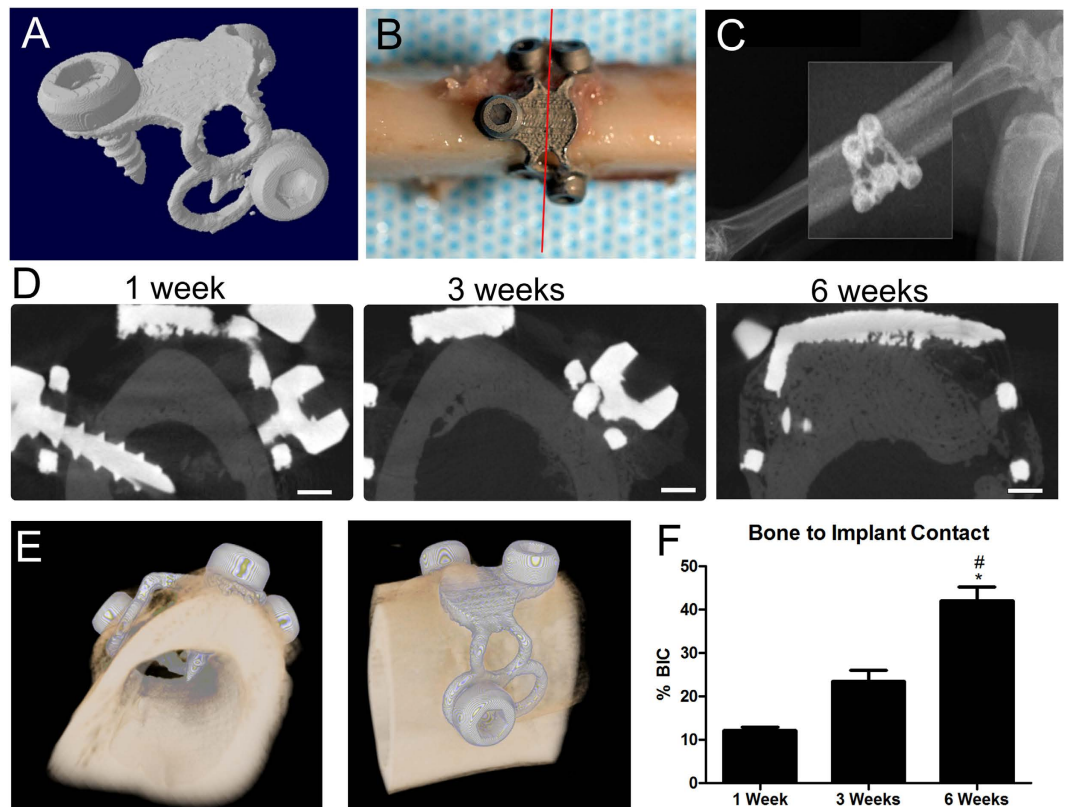 A
B
C
D
1 week
3 weeks
6 weeks
E
F
Bone to Implant Contact
50
40
30
20
10
0
% BIC
#
*
1 Week
3 Weeks
6 Weeks